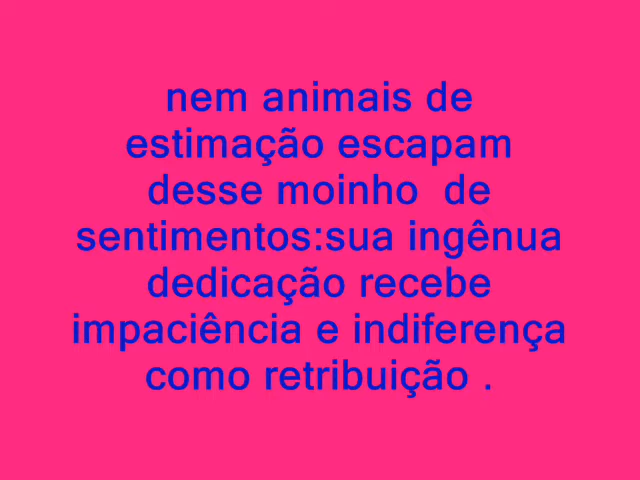 nem animais de
estimação escapam
desse moinho  de
sentimentos:sua ingênua
dedicação recebe
impaciência e indiferença
como retribuição .